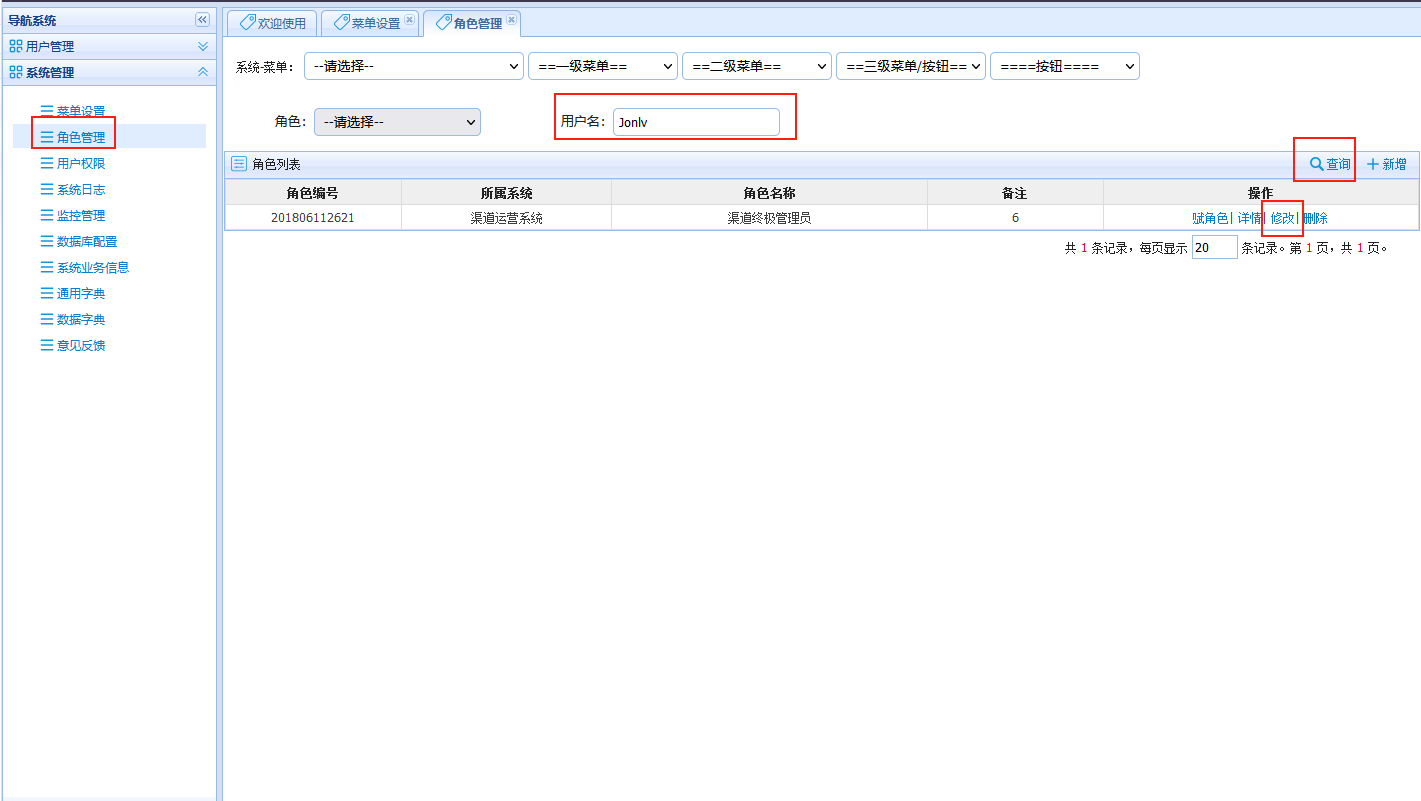 导航系统
用户管理
系统管理
菜单设置
角色管理
用户权限
系统日志
监控管理
数据库配置
系统业务信息
通用字典
数据字典
意见反馈
欢迎使用 菜单设置 角色管理
系统-菜单： --请选择-- ==一级菜单== ==二级菜单== ==三级菜单/按钮== ====按钮====
角色： --请选择-- 用户名： Jonlv
角色列表 查询 新增
角色编号 所属系统 角色名称 备注 操作
201806112621 渠道运营系统 渠道终极管理员 6 赋角色| 详情| 修改| 删除
共 1 条记录，每页显示 20 条记录。第 1 页，共 1 页。